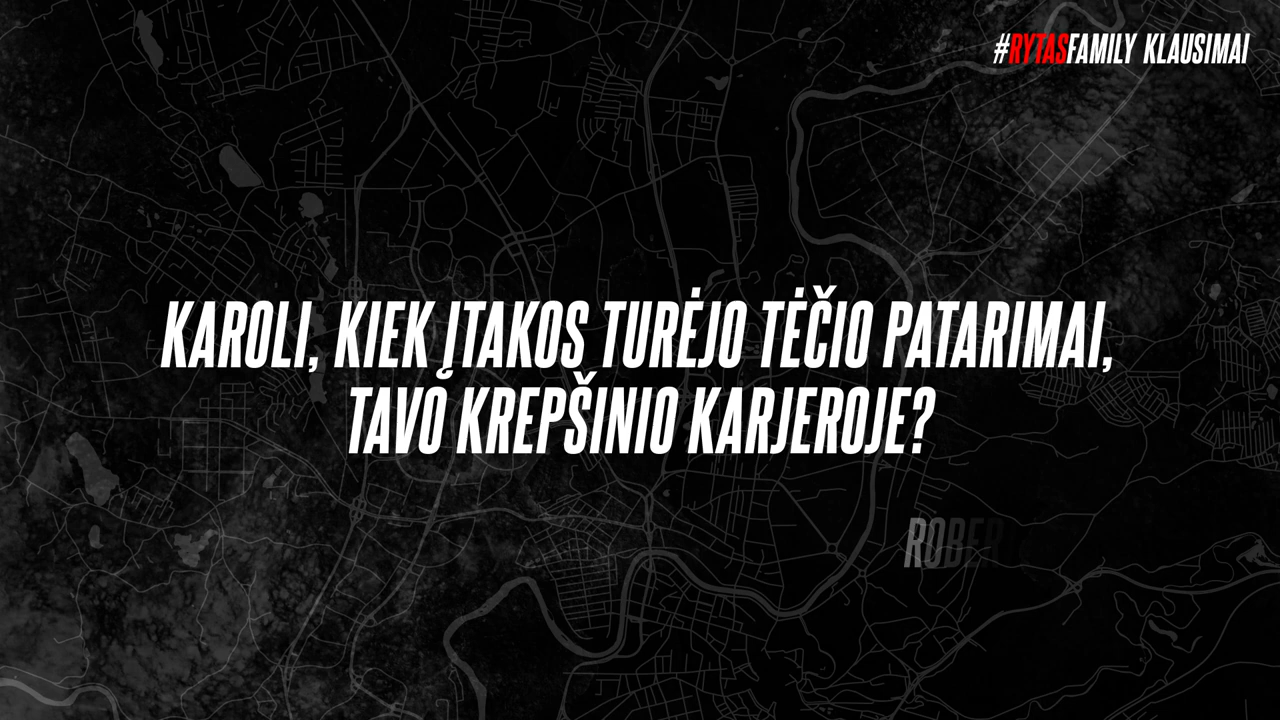 #RYTASFAMILY KLAUSIMAI
KAROLI, KIEK ĮTAKOS TURĖJO TĖČIO PATARIMAI,
TAVO KREPŠINIO KARJEROJE?